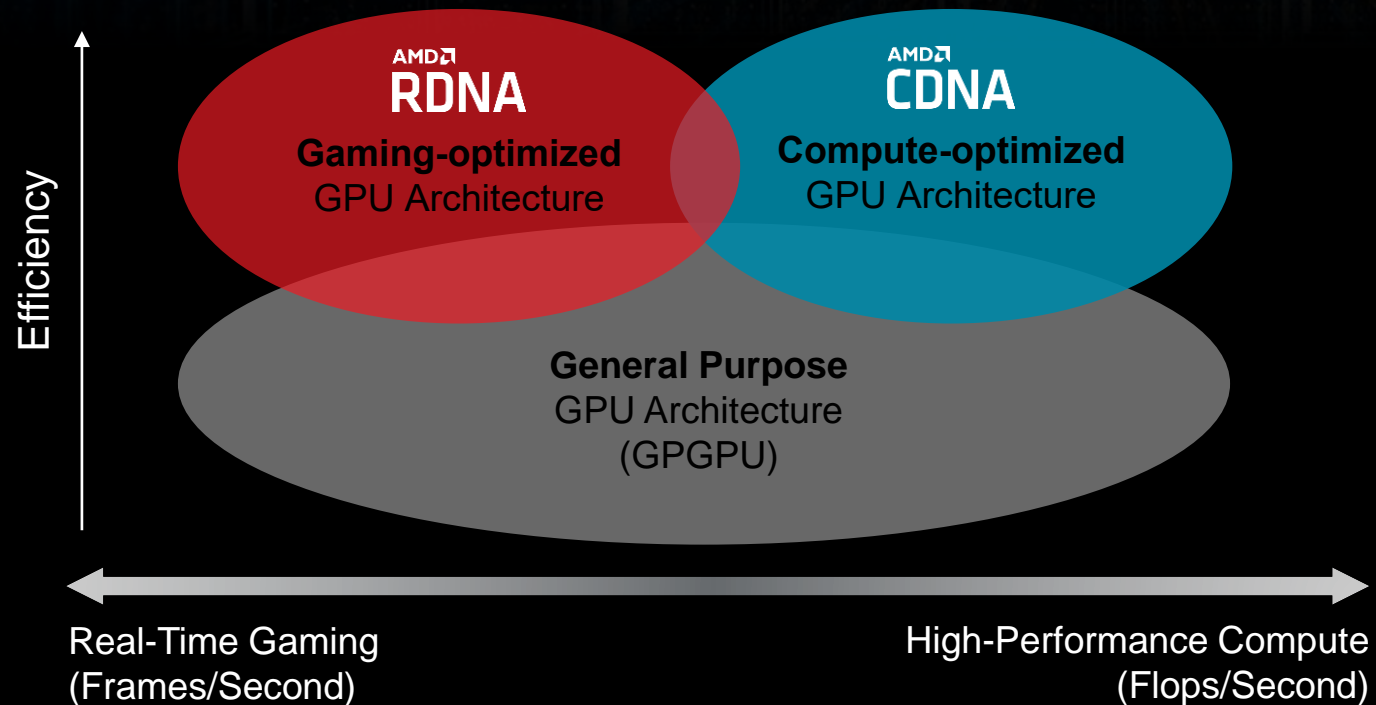 Efficiency
AMD
RDNA
Gaming-optimized
GPU Architecture
AMD
CDNA
Compute-optimized
GPU Architecture
General Purpose
GPU Architecture
(GPGPU)
Real-Time Gaming
(Frames/Second)
High-Performance Compute
(Flops/Second)